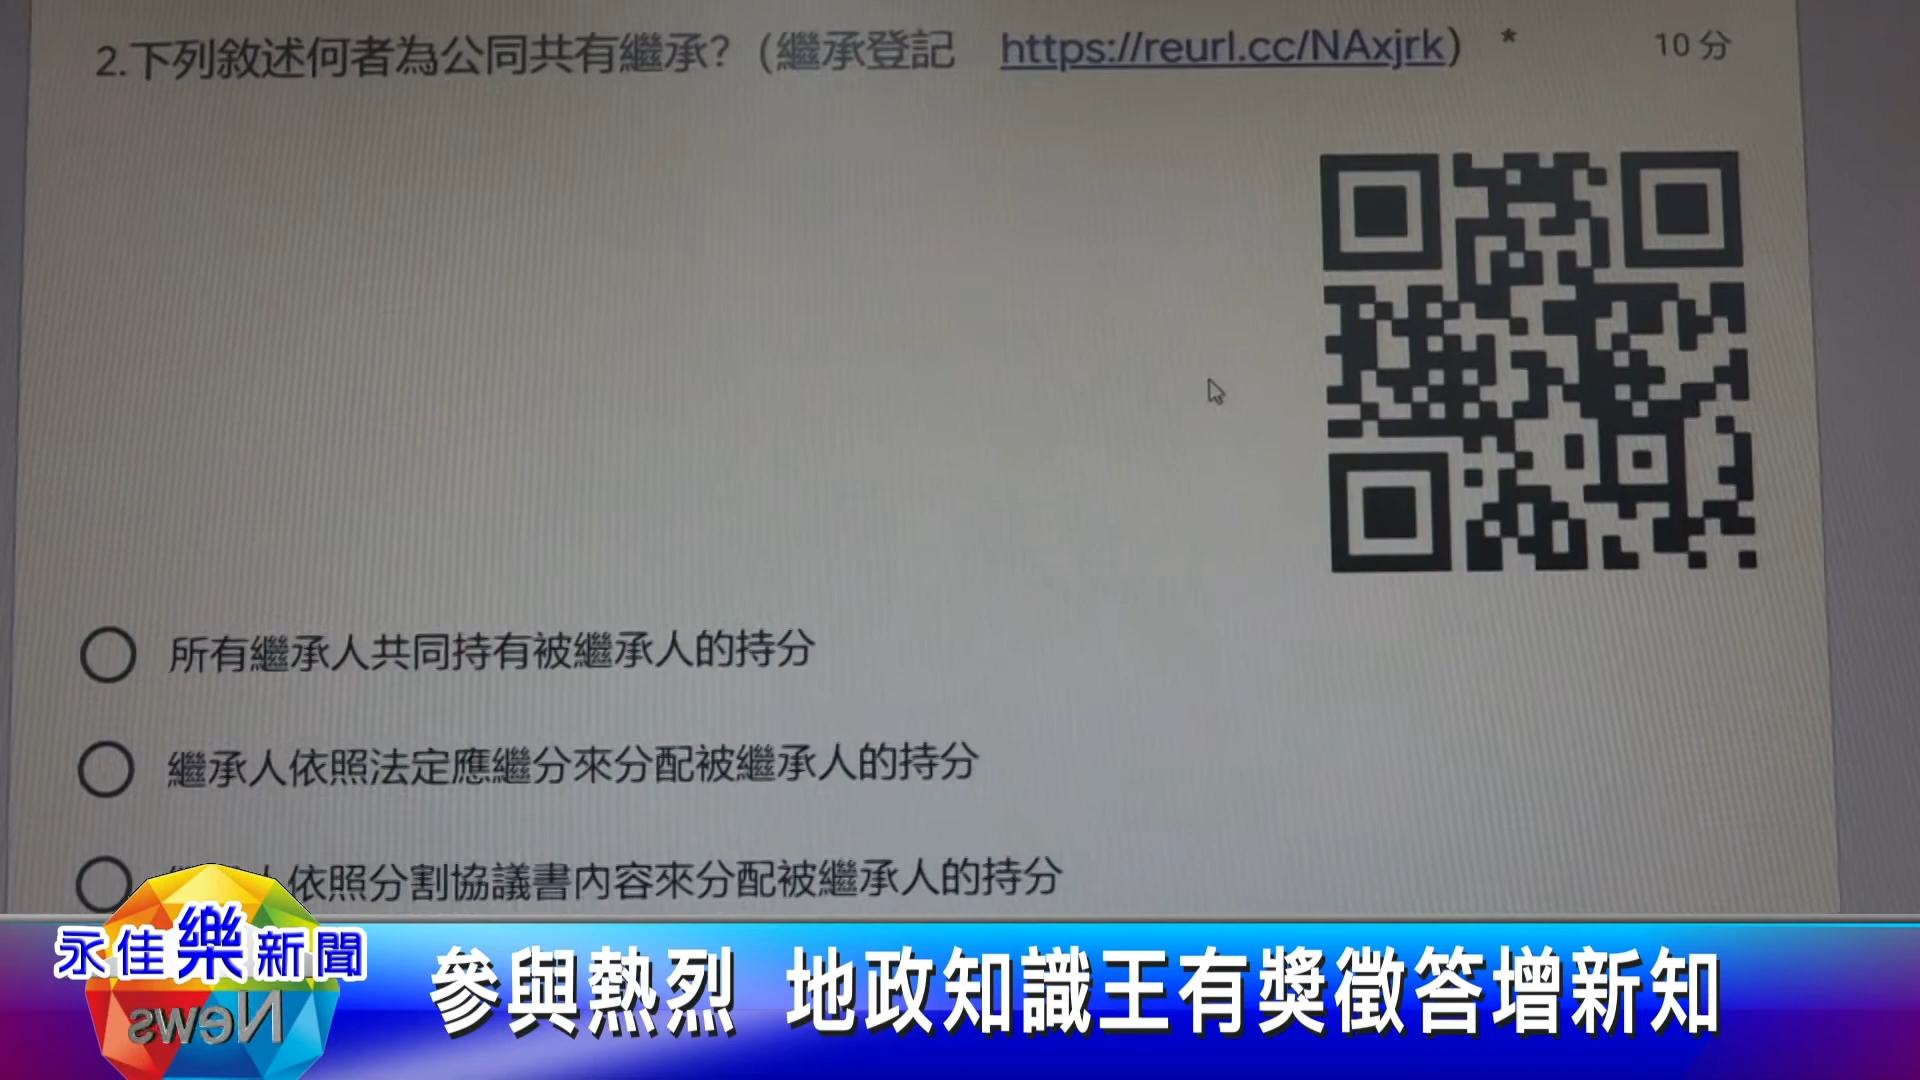 2.下列敘述何者為公同共有繼承?（繼承登記 https://reurl.cc/NAxjrk） * 10 分
所有繼承人共同持有被繼承人的持分
繼承人依照法定應繼分來分配被繼承人的持分
人依照分割協議書內容來分配被繼承人的持分
永佳樂新聞
News
參與熱烈 地政知識王有獎徵答增新知